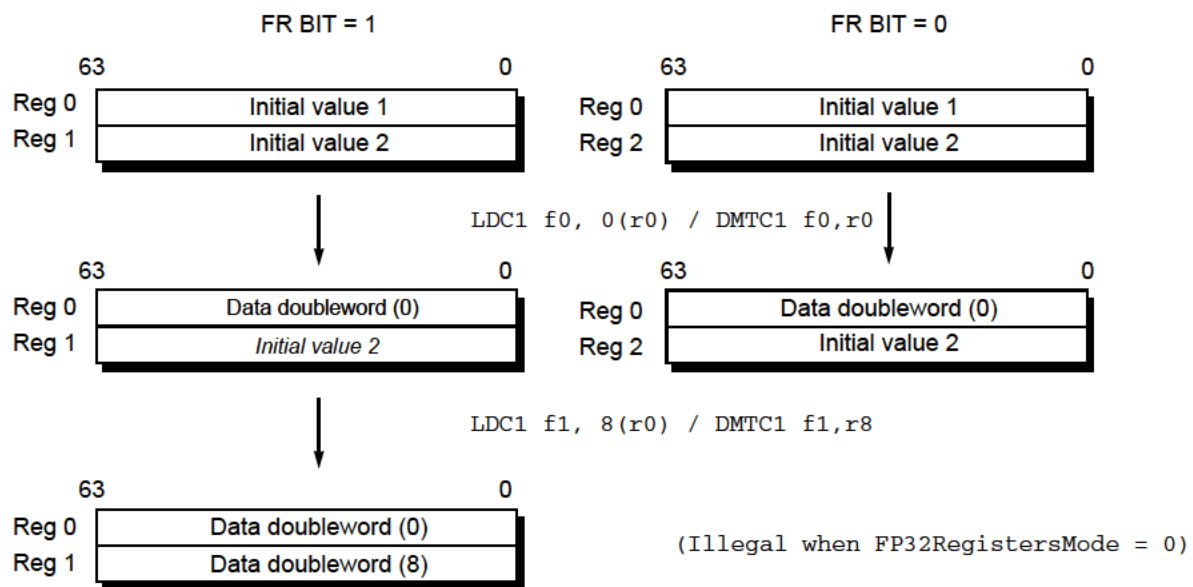 FR BIT = 1 FR BIT = 0
63 0 63 0
Reg 0 Initial value 1 Reg 0 Initial value 1
Reg 1 Initial value 2 Reg 2 Initial value 2
LDC1 f0, 0(r0) / DMTC1 f0,r0
63 0 63 0
Reg 0 Data doubleword (0) Reg 0 Data doubleword (0)
Reg 1 Initial value 2 Reg 2 Initial value 2
LDC1 f1, 8(r0) / DMTC1 f1,r8
63 0
Reg 0 Data doubleword (0)
Reg 1 Data doubleword (8)
(Illegal when FP32RegistersMode = 0)